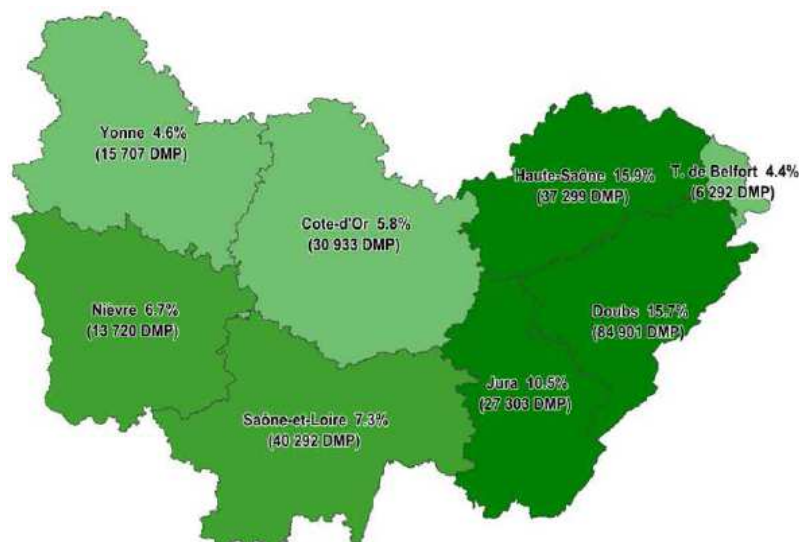 Yonne 4.6%
(15 707 DMP)
Haute-Saône 15.9%
(37 299 DMP)
T. de Belfort 4.4%
(6 292 DMP)
Cote-d'Or 5.8%
(30 933 DMP)
Nièvre 6.7%
(13 720 DMP)
Doubs 15.7%
(84 901 DMP)
Jura 10.5%
(27 303 DMP)
Saône-et-Loire 7.3%
(40 292 DMP)